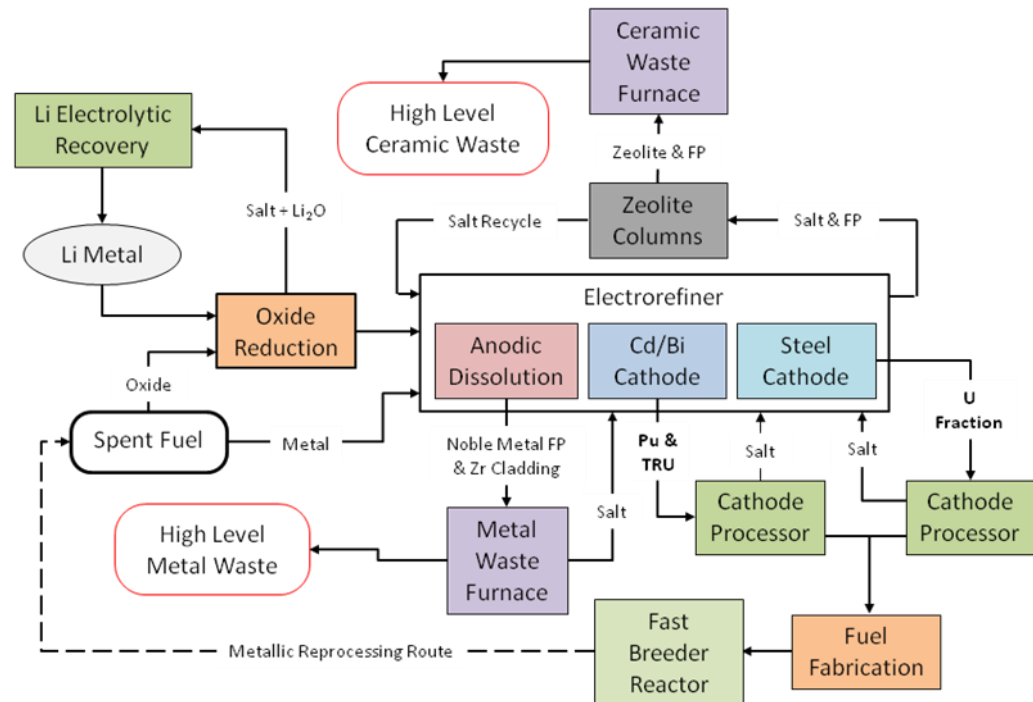 Ceramic
Waste
Furnace
High Level
Ceramic Waste
Li Electrolytic
Recovery
Zeolite & FP
Salt + Li₂O
Salt Recycle
Zeolite
Columns
Salt & FP
Li Metal
Electrorefiner
Oxide
Reduction
Anodic
Dissolution
Cd/Bi
Cathode
Steel
Cathode
Oxide
Spent Fuel
Metal
Noble Metal FP
& Zr Cladding
Pu &
TRU
Salt
Salt
Salt
U
Fraction
High Level
Metal Waste
Metal
Waste
Furnace
Cathode
Processor
Cathode
Processor
Metallic Reprocessing Route
Fast
Breeder
Reactor
Fuel
Fabrication